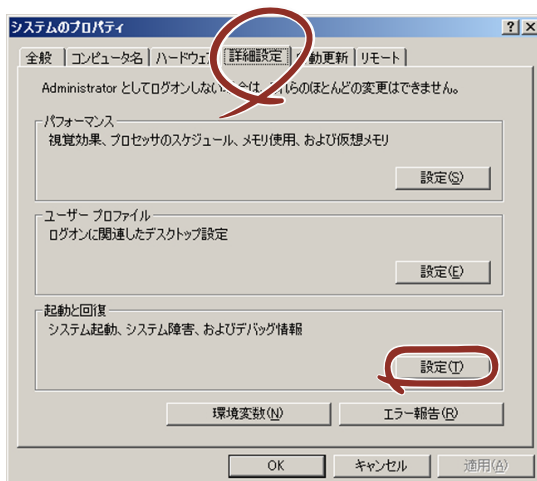 システムのプロパティ
全般 コンピュータ名 ハードウェア 詳細設定 動更新 リモート
Administrator としてログオンしない 合は、 れらのほとんどの変更はできません。
パフォーマンス
視覚効果、プロセッサのスケジュール、メモリ使用、および仮想メモリ
設定(S)
ユーザー プロファイル
ログオンに関連したデスクトップ設定
設定(E)
起動と回復
システム起動、システム障害、およびデバッグ情報
設定(T)
環境変数(N) エラー報告(R)
OK キャンセル 適用(A)